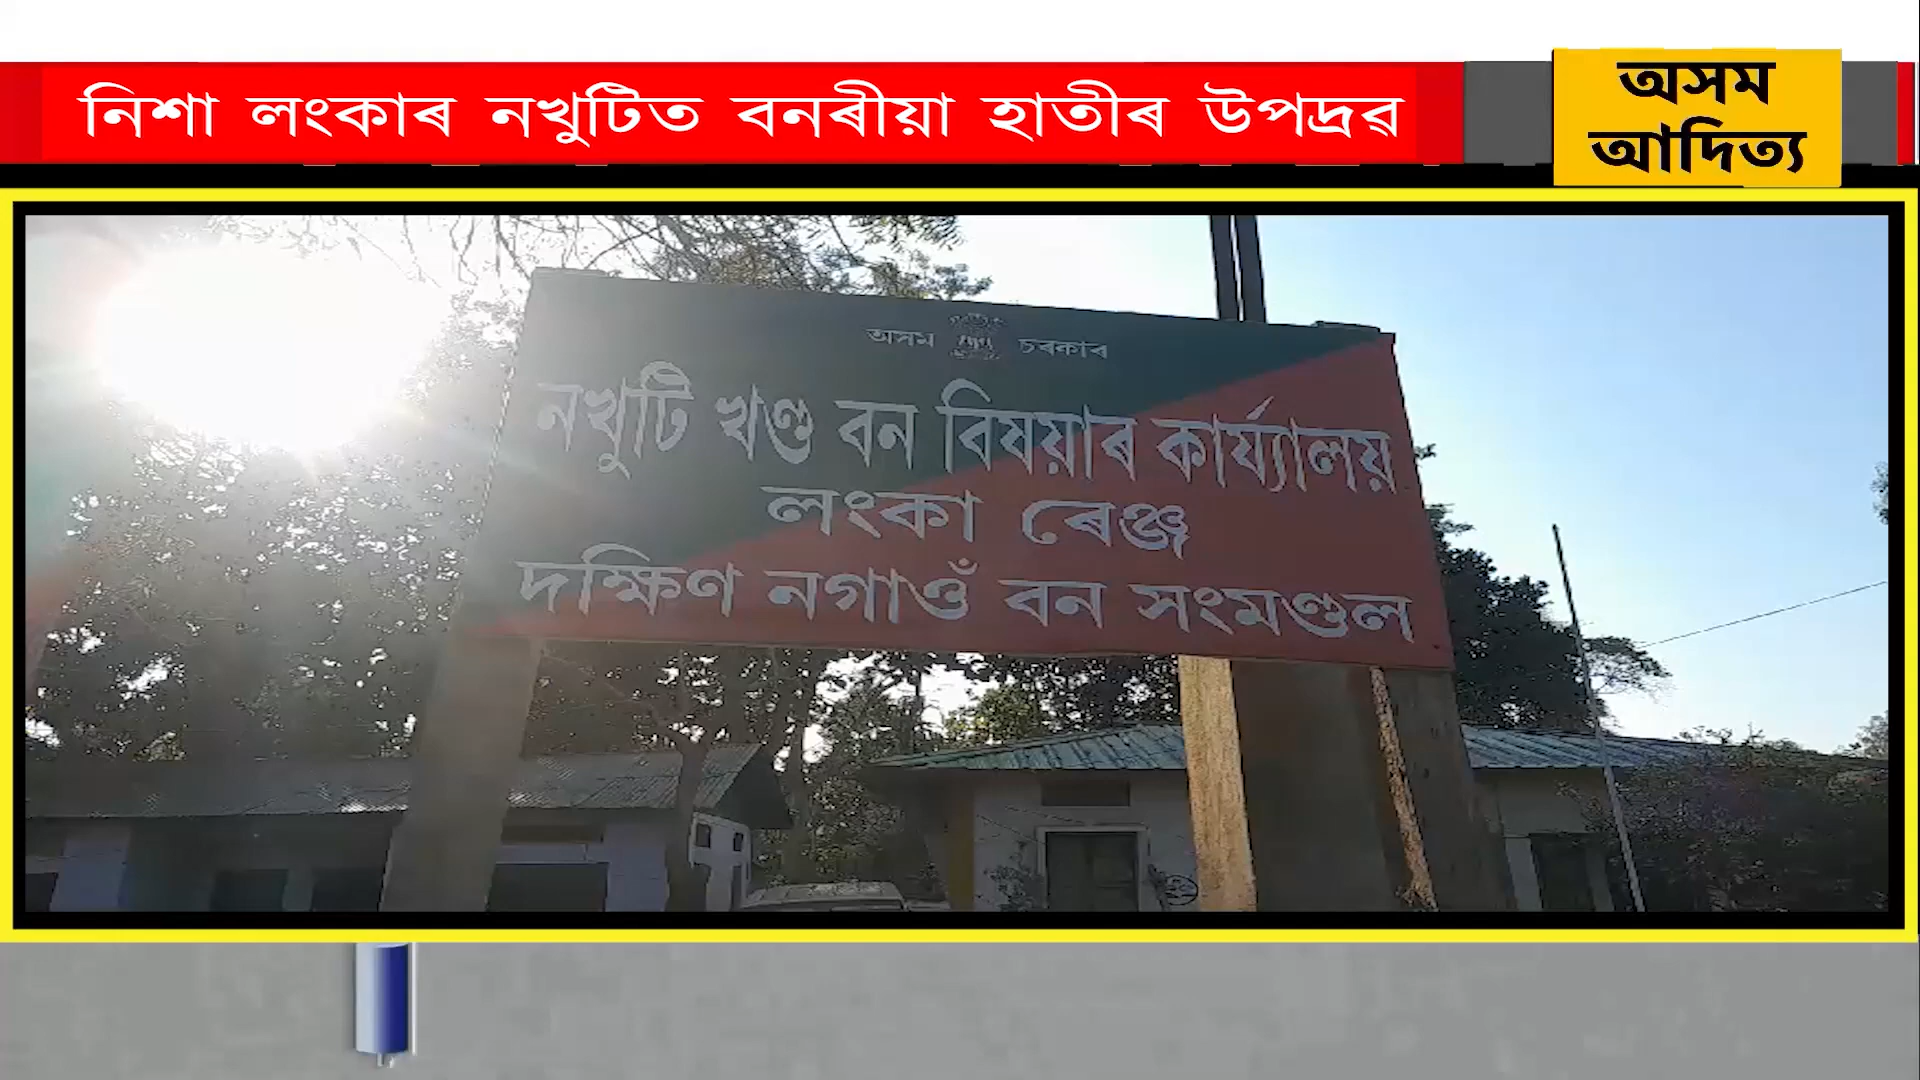 নিশা লংকাৰ নখুটিত বনৰীয়া হাতীৰ উপদ্ৰৱ
অসম
আদিত্য
অসম চৰকাৰ
নখুটি খণ্ড বন বিষয়াৰ কাৰ্য্যালয়
লংকা ৰেঞ্জ
দক্ষিণ নগাওঁ বন সংমণ্ডল